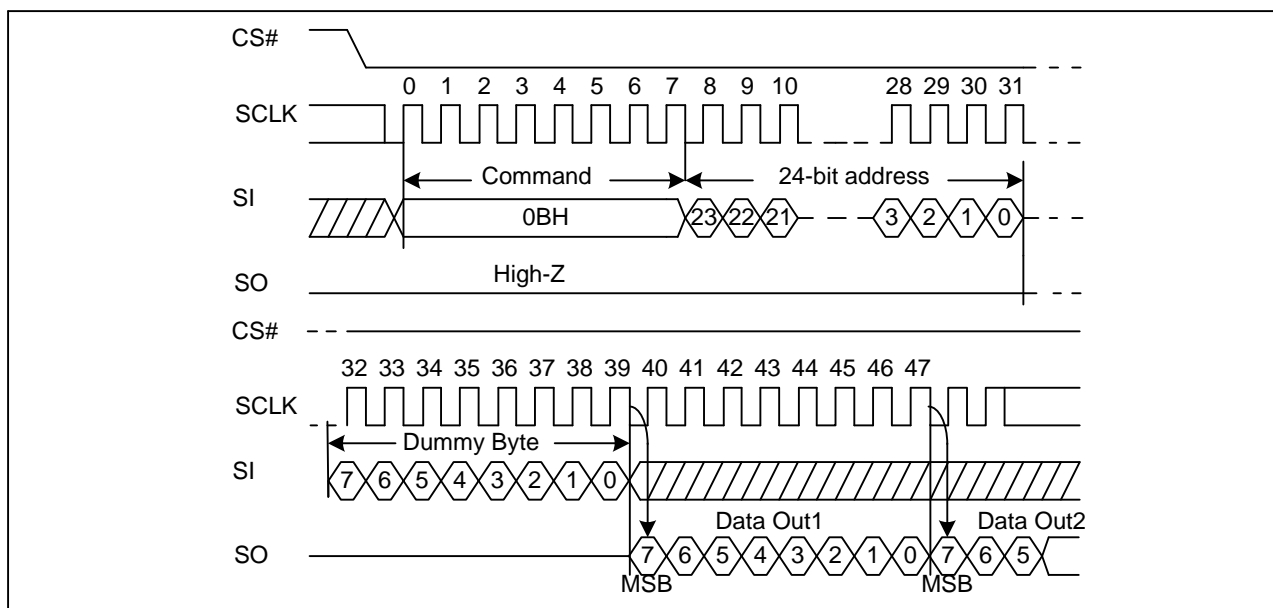 CS#
0 1 2 3 4 5 6 7 8 9 10 28 29 30 31
SCLK
Command 24-bit address
SI
0BH 23 22 21 3 2 1 0
High-Z
SO
CS#
32 33 34 35 36 37 38 39 40 41 42 43 44 45 46 47
SCLK
Dummy Byte
SI
7 6 5 4 3 2 1 0
Data Out1 Data Out2
SO
7 6 5 4 3 2 1 0 7 6 5
MSB MSB